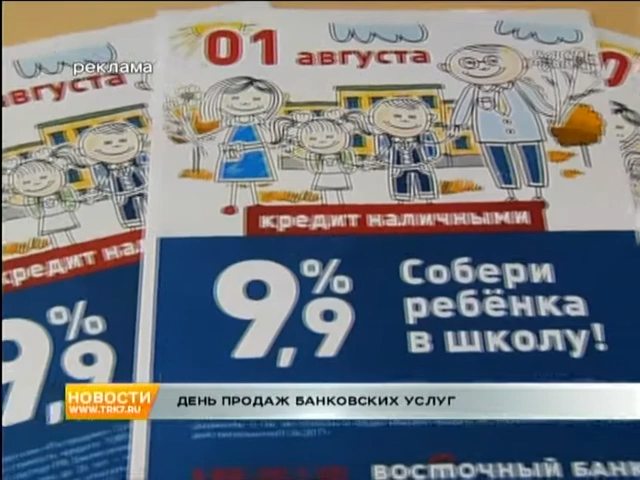 реклама
01 августа
августа
кредит наличными
кредит
9,9%
9,9%
Собери
ребёнка
в школу!
НОВОСТИ
WWW.TRK7.RU
ДЕНЬ ПРОДАЖ БАНКОВСКИХ УСЛУГ
ВОСТОЧНЫЙ БАНК